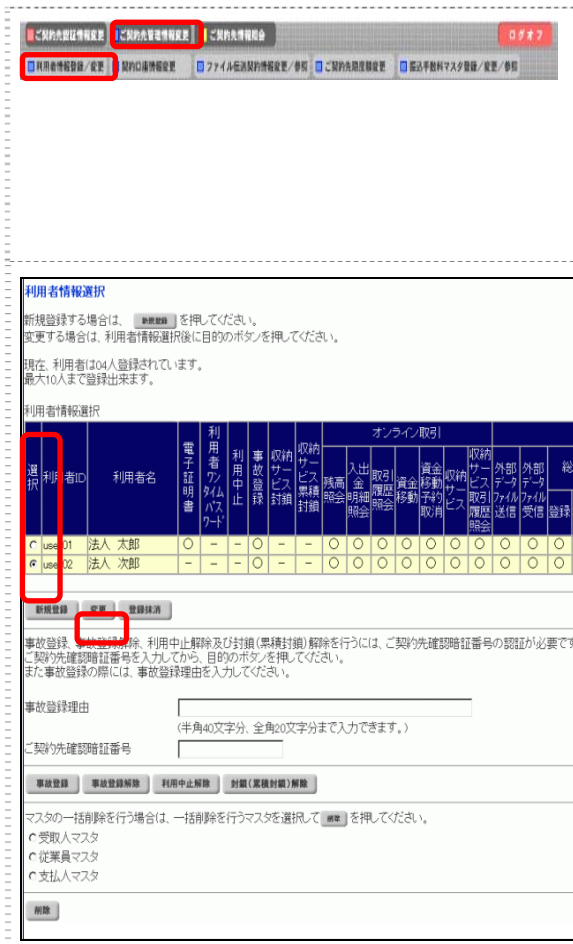 ご契約先認証情報変更 ご契約先管理情報変更 ご契約先情報照会 ログオフ
利用者情報登録/変更 契約口座情報変更 ファイル伝送契約情報変更/参照 ご契約先限度額変更 振込手数料マスタ登録/変更/参照
利用者情報選択
新規登録する場合は、 新規登録 を押してください。
変更する場合は、利用者情報選択後に目的のボタンを押してください。
現在、利用者は04人登録されています。
最大10人まで登録出来ます。
利用者情報選択
選択 利用者ID 利用者名 電子証明書 利用者ワンタイムパスワード 利用中止 事故登録 収納サービス封鎖 収納サービス累積封鎖 オンライン取引
残高照会 入出金明細照会 取引履歴照会 資金移動 資金移動予約取消 収納サービス 収納サービス取引履歴照会 外部データファイル送信 外部データファイル受信 総 登録
user01 法人 太郎 ○ − − ○ − − ○ ○ ○ ○ ○ ○ ○ ○ ○ ○
user02 法人 次郎 − − − ○ − − ○ ○ ○ ○ ○ ○ ○ ○ ○ ○
新規登録 変更 登録抹消
事故登録、事故登録解除、利用中止解除及び封鎖(累積封鎖)解除を行うには、ご契約先確認暗証番号の認証が必要です
ご契約先確認暗証番号を入力してから、目的のボタンを押してください。
また事故登録の際には、事故登録理由を入力してください。
事故登録理由
(半角40文字分、全角20文字分まで入力できます。)
ご契約先確認暗証番号
事故登録 事故登録解除 利用中止解除 封鎖(累積封鎖)解除
マスタの一括削除を行う場合は、一括削除を行うマスタを選択して 削除 を押してください。
受取人マスタ
従業員マスタ
支払人マスタ
削除